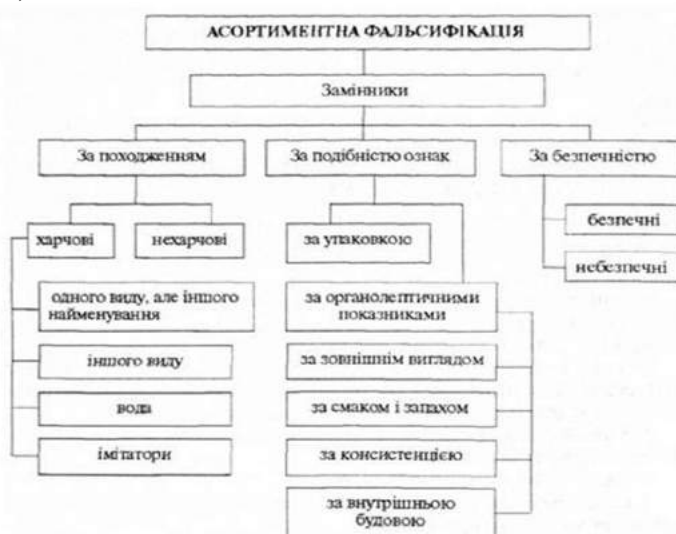 АСОРТИМЕНТНА ФАЛЬСИФІКАЦІЯ
Замінники
За походженням
За подібністю ознак
За безпечністю
харчові
нехарчові
за упаковкою
безпечні
небезпечні
одного виду, але іншого
найменування
іншого виду
вода
імітатори
за органолептичними
показниками
за зовнішнім виглядом
за смаком і запахом
за консистенцією
за внутрішньою
будовою